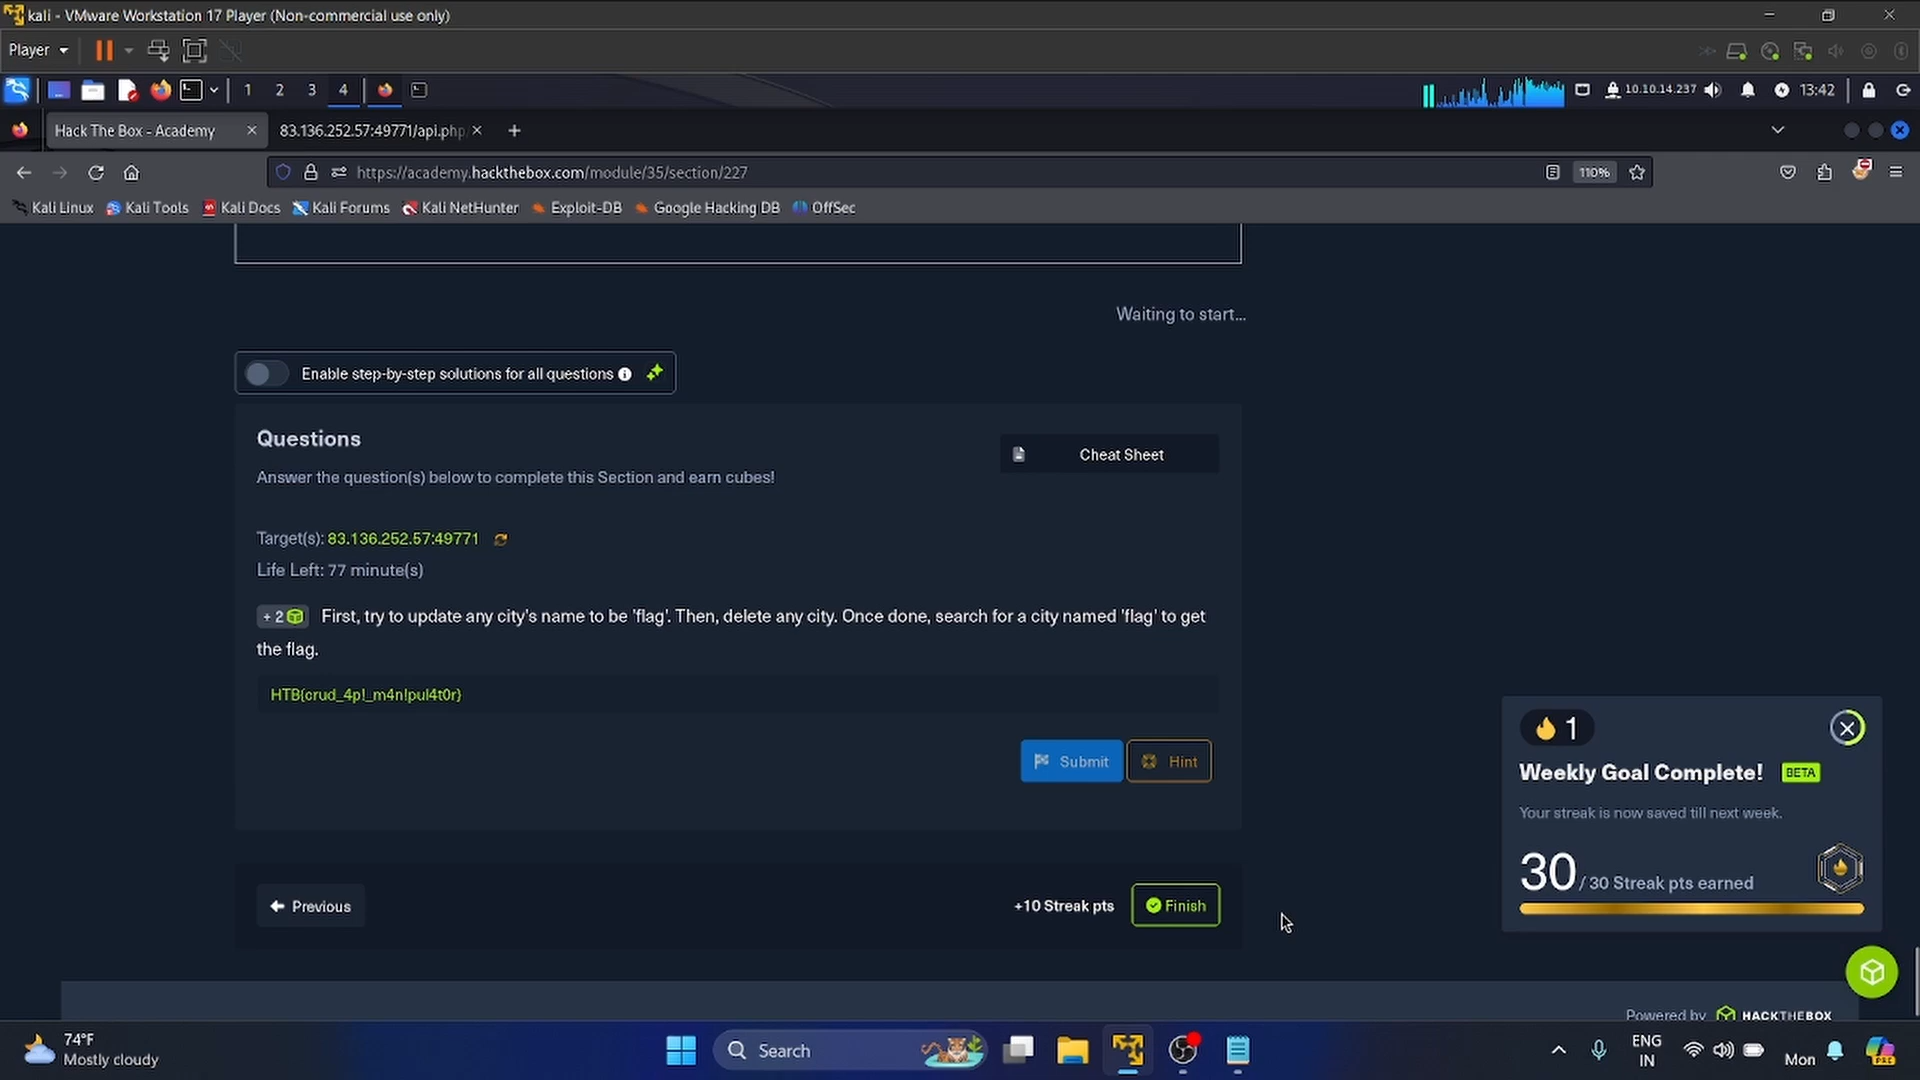 kali - VMware Workstation 17 Player (Non-commercial use only)
Player
1 2 3 4 10.10.14.237 13:42
Hack The Box - Academy 83.136.252.57:49771/api.php
https://academy.hackthebox.com/module/35/section/227 110%
Kali Linux Kali Tools Kali Docs Kali Forums Kali NetHunter Exploit-DB Google Hacking DB OffSec
Waiting to start...
Enable step-by-step solutions for all questions
Questions
Cheat Sheet
Answer the question(s) below to complete this Section and earn cubes!
Target(s): 83.136.252.57:49771
Life Left: 77 minute(s)
+ 2 First, try to update any city's name to be 'flag'. Then, delete any city. Once done, search for a city named 'flag' to get
the flag.
HTB{crud_4p!_m4n!pul4t0r}
Submit Hint
1
Weekly Goal Complete! BETA
Your streak is now saved till next week.
30 / 30 Streak pts earned
Previous
+10 Streak pts Finish
Powered by HACKTHEBOX
74°F
Mostly cloudy
Search
ENG
IN
Mon
PRE